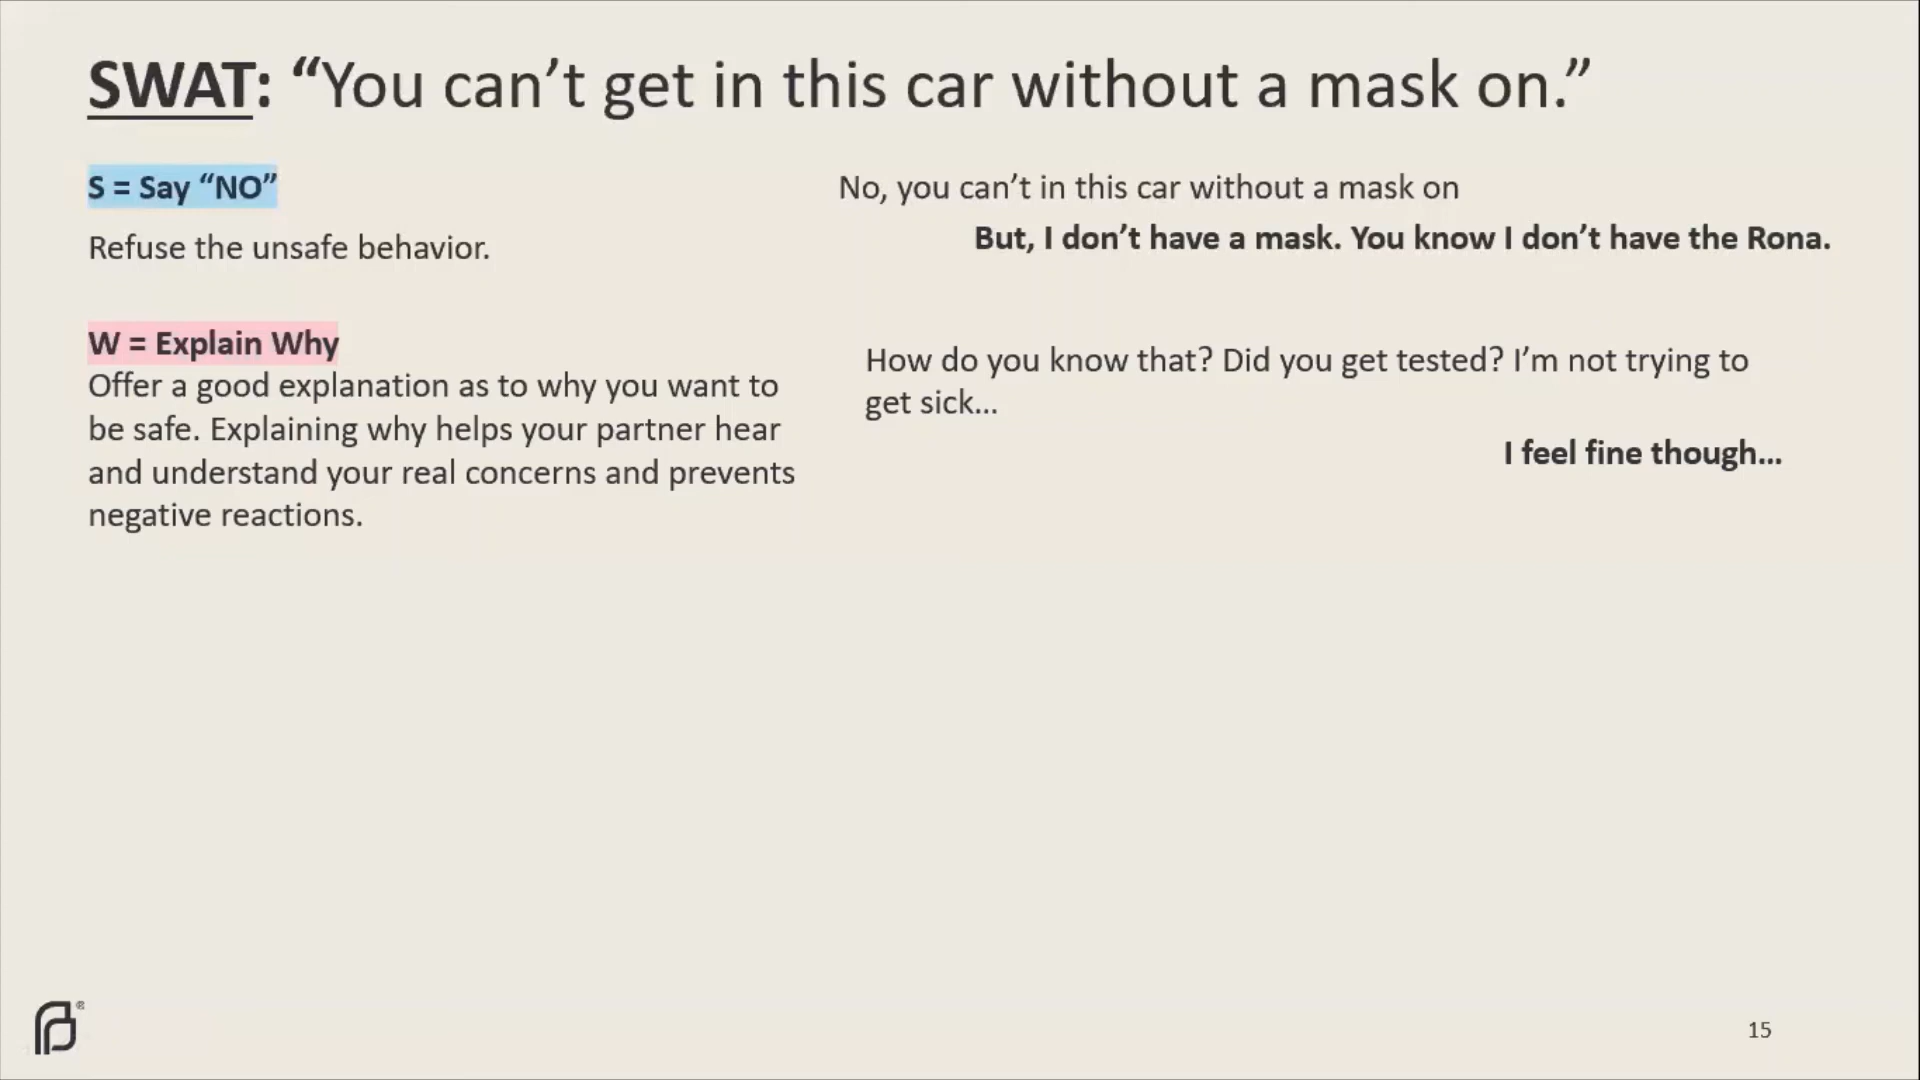 SWAT: “You can’t get in this car without a mask on.”
S = Say “NO”
Refuse the unsafe behavior.
No, you can’t in this car without a mask on
But, I don’t have a mask. You know I don’t have the Rona.
W = Explain Why
Offer a good explanation as to why you want to
be safe. Explaining why helps your partner hear
and understand your real concerns and prevents
negative reactions.
How do you know that? Did you get tested? I’m not trying to
get sick...
I feel fine though...
®
15